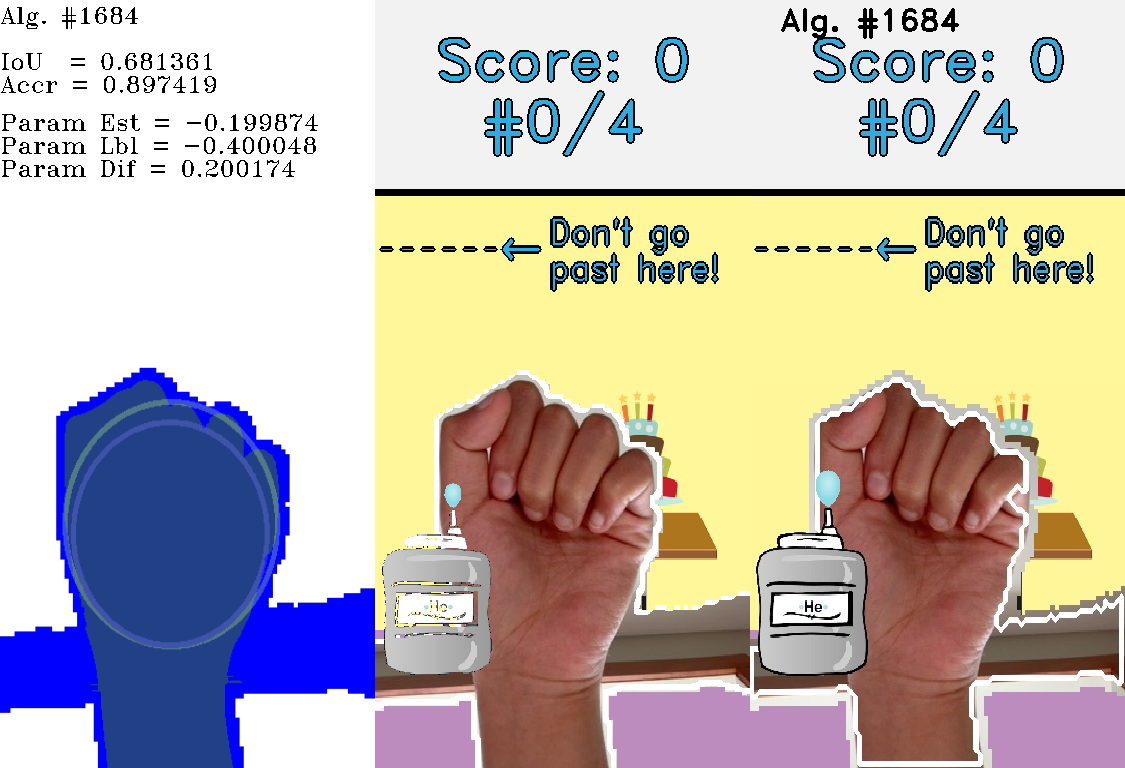 Alg. #1684
IoU = 0.681361
Accr = 0.897419
Param Est = -0.199874
Param Lbl = -0.400048
Param Dif = 0.200174
Score: 0
#0/4
Don't go
past here!
He
Alg. #1684
Score: 0
#0/4
Don't go
past here!
He